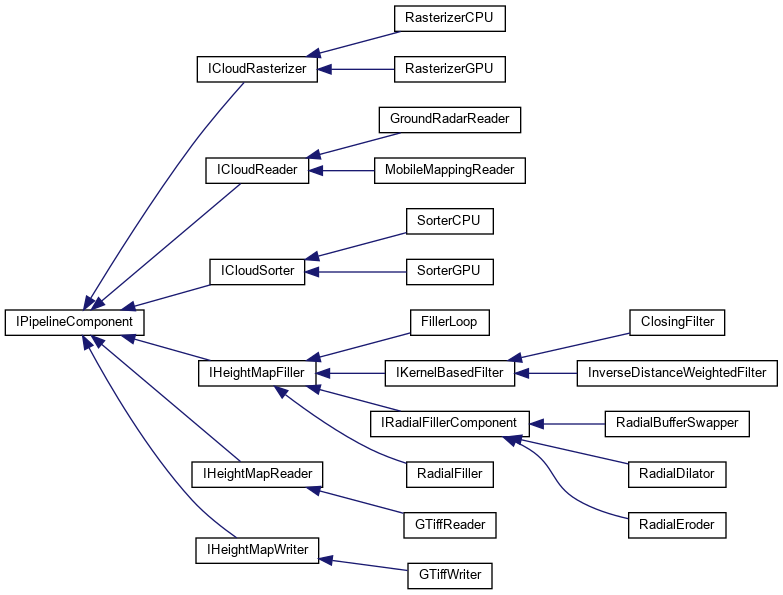 RasterizerCPU
ICloudRasterizer
RasterizerGPU
GroundRadarReader
ICloudReader
MobileMappingReader
SorterCPU
ICloudSorter
SorterGPU
IPipelineComponent
FillerLoop
ClosingFilter
IHeightMapFiller
IKernelBasedFilter
InverseDistanceWeightedFilter
IRadialFillerComponent
RadialBufferSwapper
IHeightMapReader
RadialFiller
RadialDilator
GTiffReader
RadialEroder
IHeightMapWriter
GTiffWriter